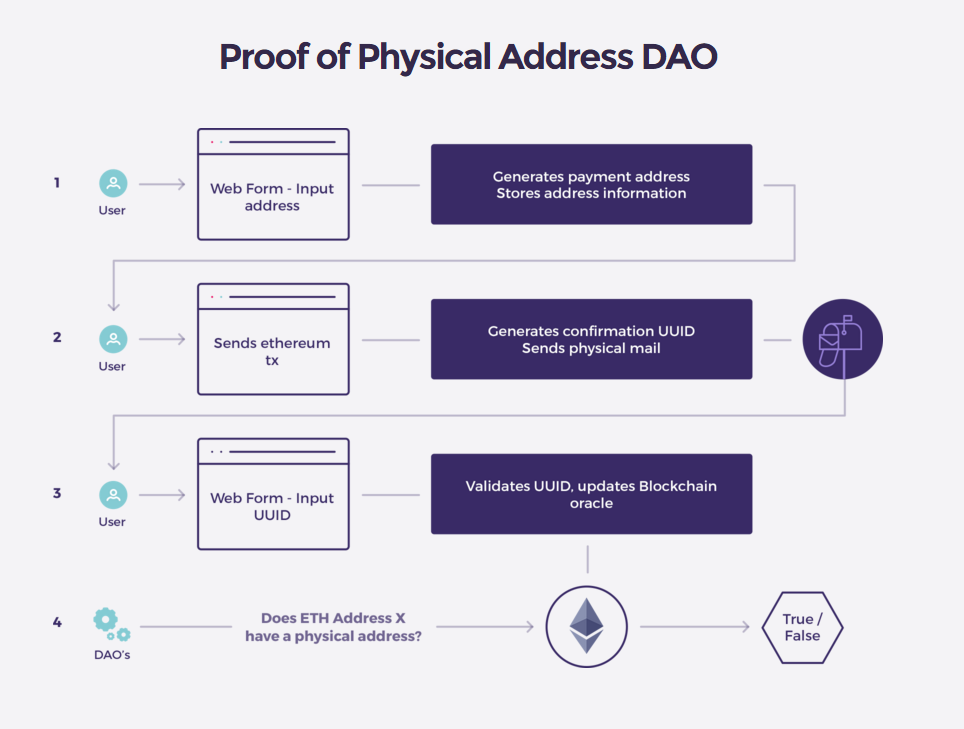 Proof of Physical Address DAO
1
User
Web Form - Input
address
Generates payment address
Stores address information
2
User
Sends ethereum
tx
Generates confirmation UUID
Sends physical mail
3
User
Web Form - Input
UUID
Validates UUID, updates Blockchain
oracle
4
DAO's
Does ETH Address X
have a physical address?
True /
False